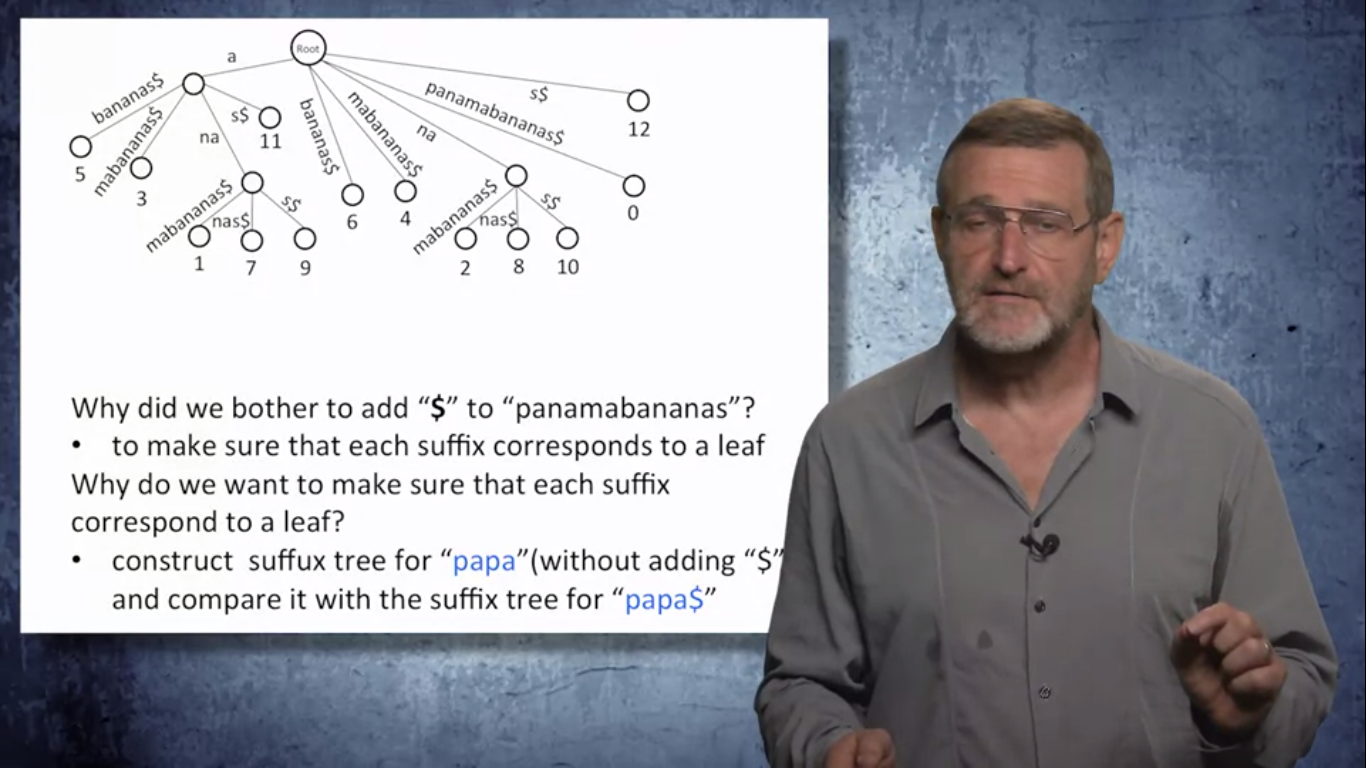 Root
a
bananas$
mabananas$
na
s$
bananas$
mabananas$
na
panamabananas$
s$
5
3
11
12
mabananas$
nas$
s$
6
4
mabananas$
nas$
s$
0
1
7
9
2
8
10
Why did we bother to add “$” to “panamabananas”?
• to make sure that each suffix corresponds to a leaf
Why do we want to make sure that each suffix
correspond to a leaf?
• construct suffux tree for “papa”(without adding “$”
and compare it with the suffix tree for “papa$”